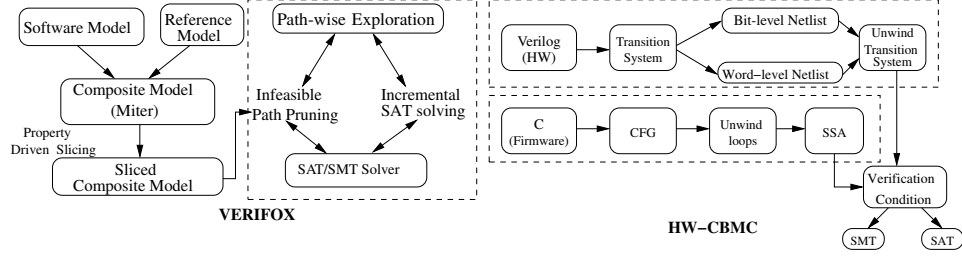 Software Model
Reference
Model
Composite Model
(Miter)
Property
Driven Slicing
Sliced
Composite Model
Path-wise Exploration
Infeasible
Path Pruning
Incremental
SAT solving
SAT/SMT Solver
VERIFOX
Verilog
(HW)
Transition
System
Bit-level Netlist
Word-level Netlist
Unwind
Transition
System
C
(Firmware)
CFG
Unwind
loops
SSA
Verification
Condition
SMT
SAT
HW-CBMC